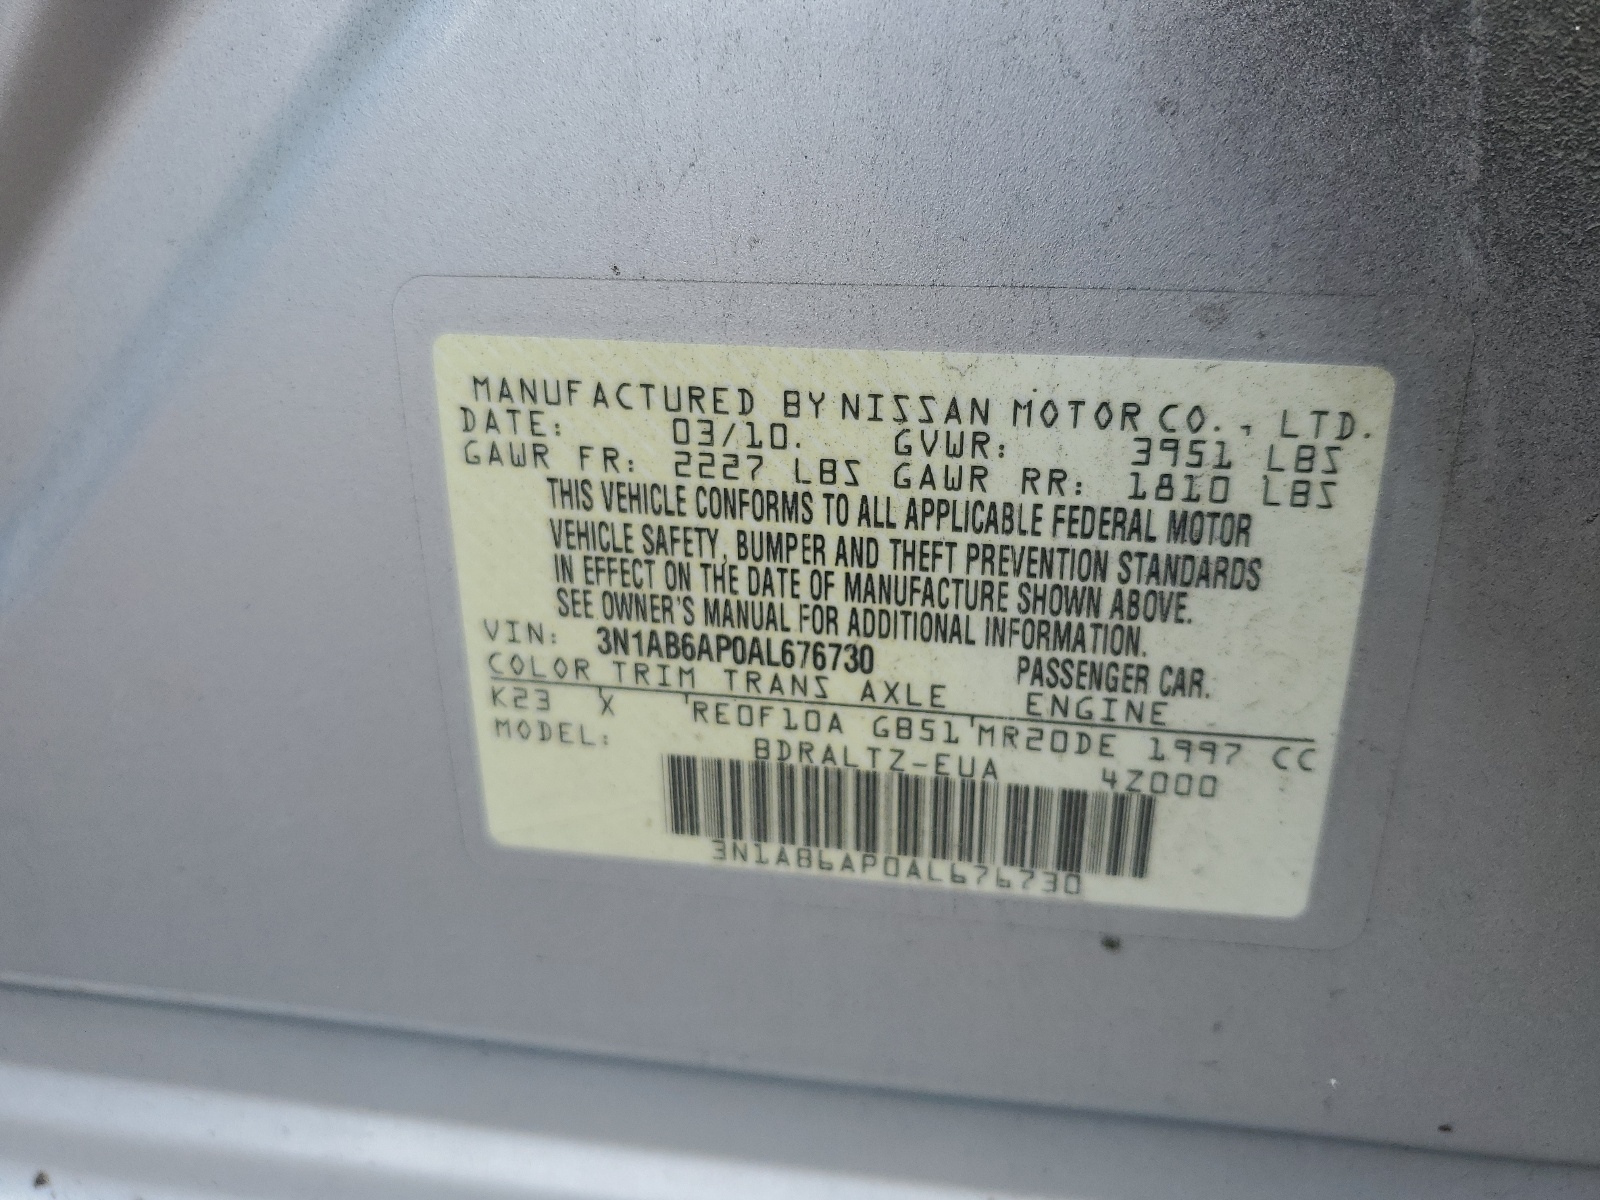 MANUFACTURED BY NISSAN MOTOR CO., LTD.
DATE: 03/10. GVWR: 3951 LBS
GAWR FR: 2227 LBS GAWR RR: 1810 LBS
THIS VEHICLE CONFORMS TO ALL APPLICABLE FEDERAL MOTOR
VEHICLE SAFETY, BUMPER AND THEFT PREVENTION STANDARDS
IN EFFECT ON THE DATE OF MANUFACTURE SHOWN ABOVE.
SEE OWNER'S MANUAL FOR ADDITIONAL INFORMATION.
VIN: 3N1AB6AP0AL676730 PASSENGER CAR.
COLOR TRIM TRANS AXLE ENGINE
K23 X RE0F10A GB51 MR20DE 1997 CC
MODEL: BDRALTZ-EUA 4Z000
3N1AB6AP0AL676730